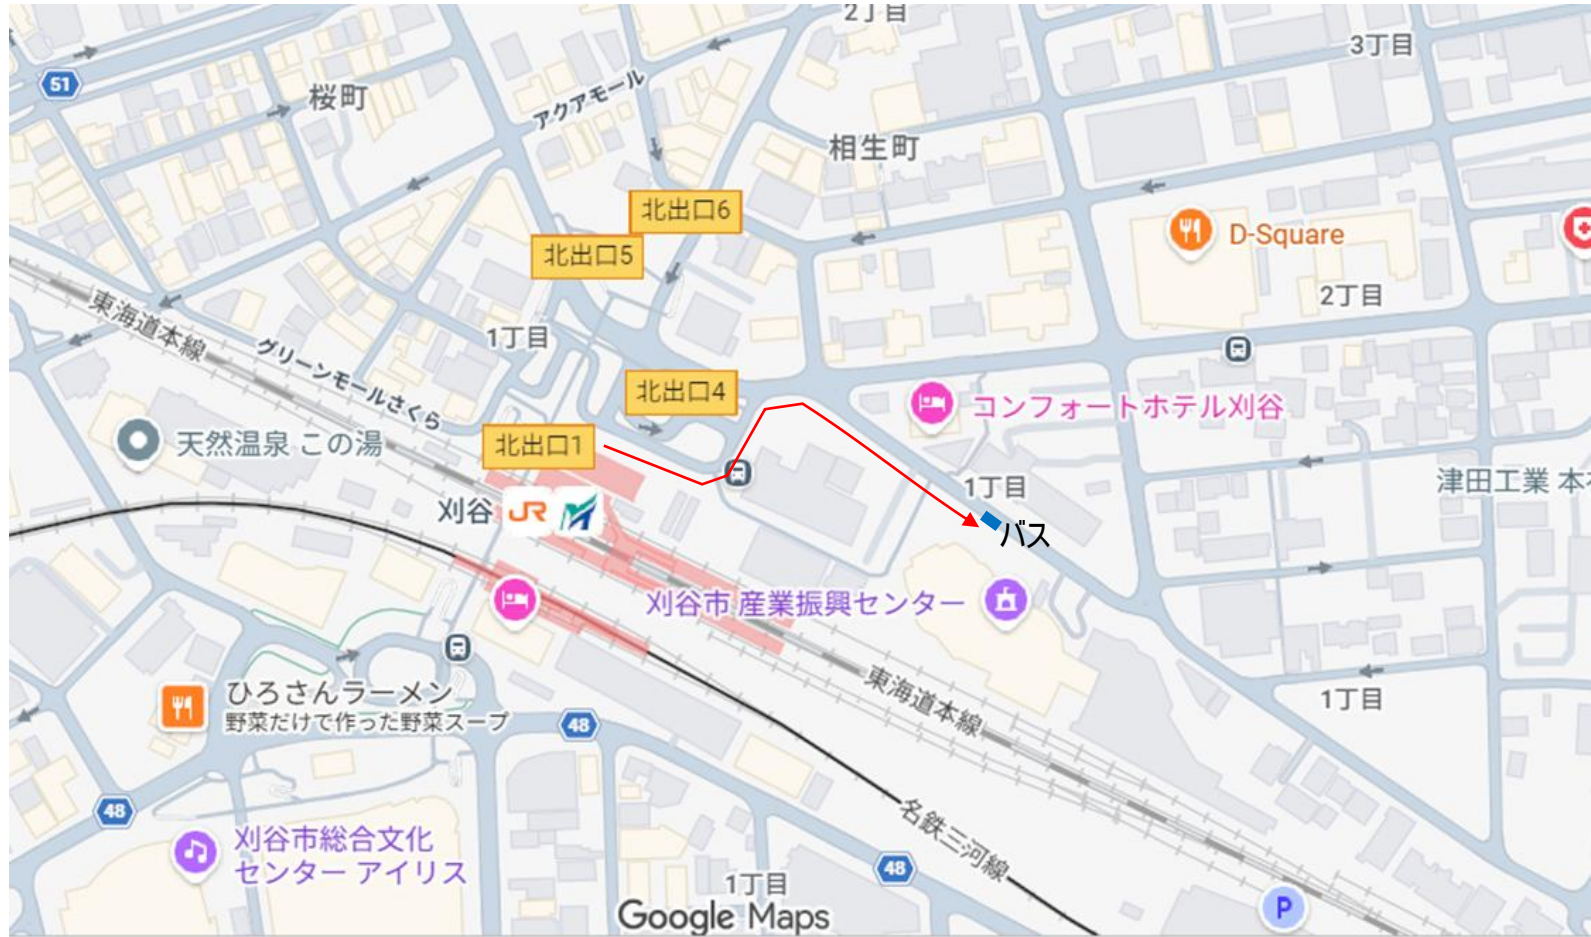 2丁目
3丁目
51
桜町
アクアモール
相生町
北出口6
北出口5
D-Square
2丁目
東海道本線
1丁目
グリーンモールさくら
北出口4
コンフォートホテル刈谷
天然温泉 この湯
北出口1
1丁目
津田工業 本
刈谷
JR
バス
刈谷市 産業振興センター
ひろさんラーメン
野菜だけで作った野菜スープ
48
東海道本線
1丁目
48
刈谷市総合文化
センター アイリス
名鉄三河線
48
1丁目
Google Maps
P